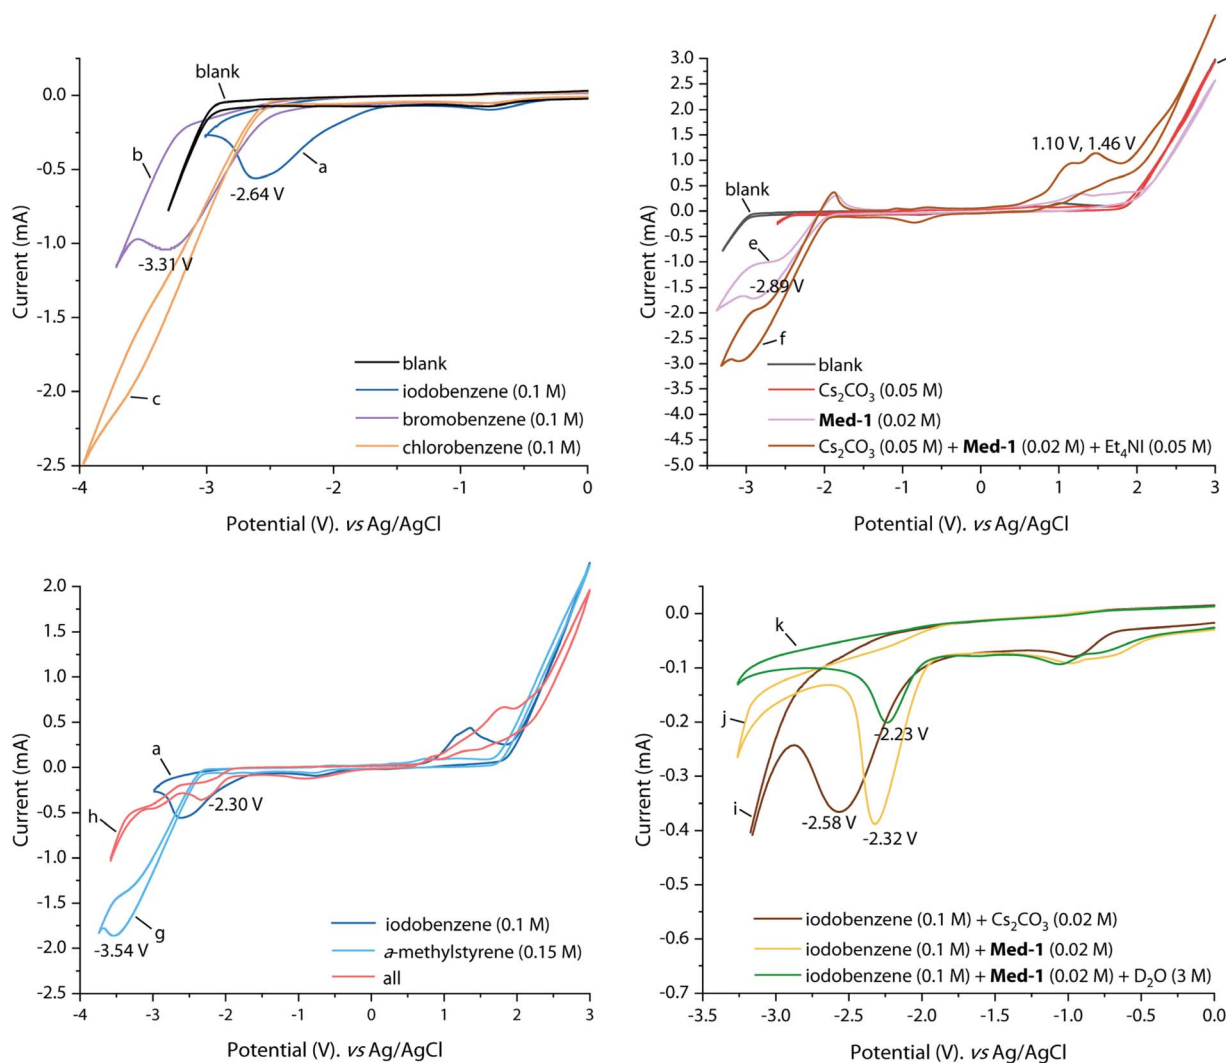 0.0
-0.5
-1.0
-1.5
-2.0
-2.5
Current (mA)
blank
b
a
-2.64 V
-3.31 V
c
blank
iodobenzene (0.1 M)
bromobenzene (0.1 M)
chlorobenzene (0.1 M)
-4 -3 -2 -1 0
Potential (V). vs Ag/AgCl
3.0
2.5
2.0
1.5
1.0
0.5
0.0
-0.5
-1.0
-1.5
-2.0
-2.5
-3.0
-3.5
-4.0
-4.5
-5.0
Current (mA)
1.10 V, 1.46 V
blank
e
-2.89 V
f
blank
Cs₂CO₃ (0.05 M)
Med-1 (0.02 M)
Cs₂CO₃ (0.05 M) + Med-1 (0.02 M) + Et₄NI (0.05 M)
-3 -2 -1 0 1 2 3
Potential (V). vs Ag/AgCl
2.0
1.5
1.0
0.5
0.0
-0.5
-1.0
-1.5
-2.0
-2.5
Current (mA)
a
-2.30 V
h
g
-3.54 V
iodobenzene (0.1 M)
a-methylstyrene (0.15 M)
all
-4 -3 -2 -1 0 1 2 3
Potential (V). vs Ag/AgCl
0.0
-0.1
-0.2
-0.3
-0.4
-0.5
-0.6
-0.7
Current (mA)
k
j
-2.23 V
i
-2.58 V
-2.32 V
iodobenzene (0.1 M) + Cs₂CO₃ (0.02 M)
iodobenzene (0.1 M) + Med-1 (0.02 M)
iodobenzene (0.1 M) + Med-1 (0.02 M) + D₂O (3 M)
-3.5 -3.0 -2.5 -2.0 -1.5 -1.0 -0.5 0.0
Potential (V). vs Ag/AgCl